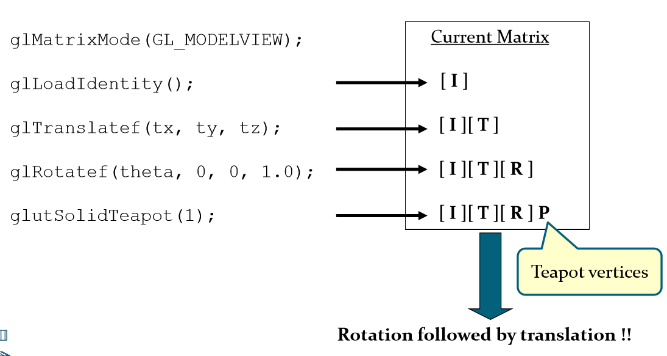 glMatrixMode(GL_MODELVIEW);
Current Matrix
glLoadIdentity();
[ I ]
glTranslatef(tx, ty, tz);
[ I ][ T ]
glRotatef(theta, 0, 0, 1.0);
[ I ][ T ][ R ]
glutSolidTeapot(1);
[ I ][ T ][ R ] P
Teapot vertices
Rotation followed by translation !!